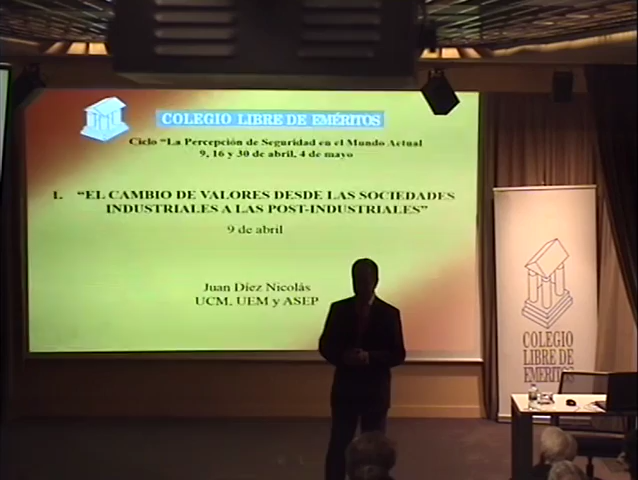 COLEGIO LIBRE DE EMÉRITOS
Ciclo “La Percepción de Seguridad en el Mundo Actual
9, 16 y 30 de abril, 4 de mayo
1. “EL CAMBIO DE VALORES DESDE LAS SOCIEDADES
INDUSTRIALES A LAS POST-INDUSTRIALES”
9 de abril
Juan Díez Nicolás
UCM, UEM y ASEP
COLEGIO
LIBRE DE
EMÉRITOS